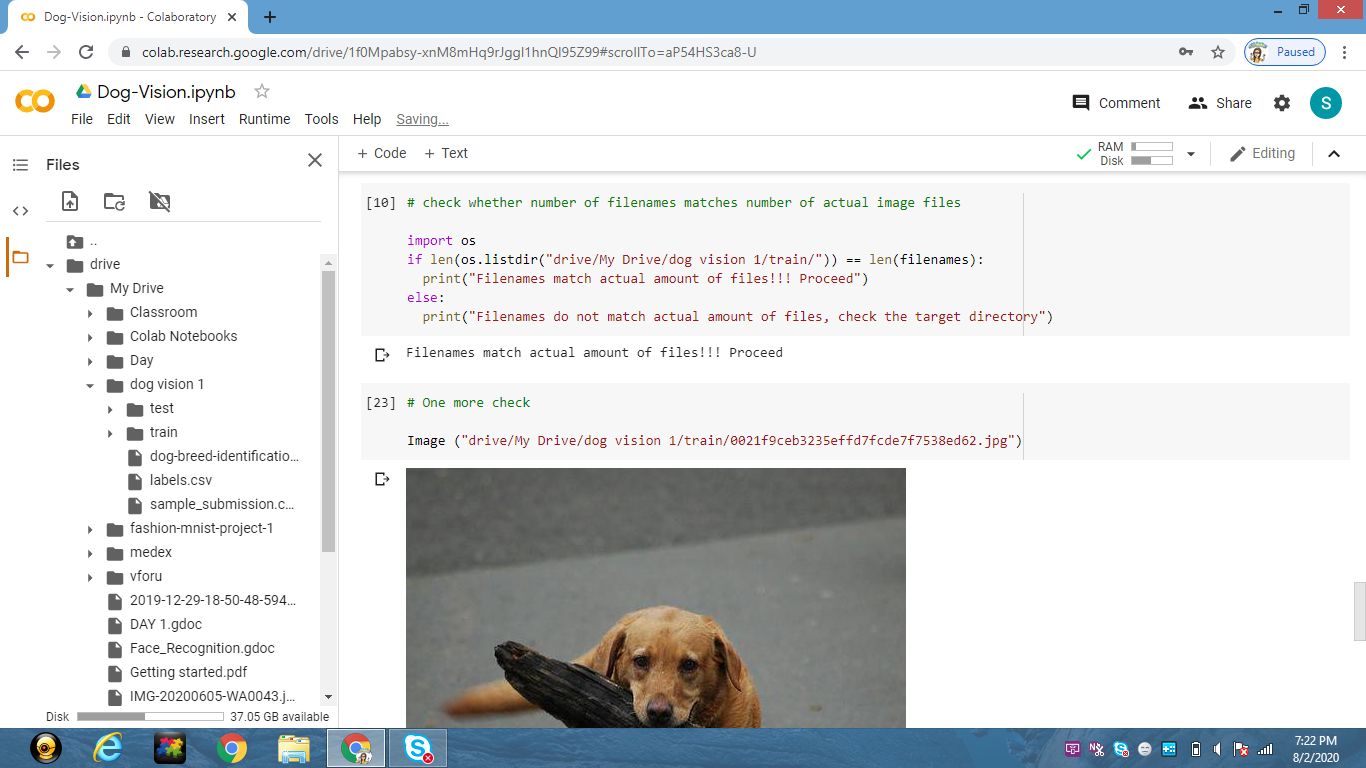 Dog-Vision.ipynb - Colaboratory
colab.research.google.com/drive/1f0Mpabsy-xnM8mHq9rJggI1hnQl95Z99#scrollTo=aP54HS3ca8-U
Paused
Dog-Vision.ipynb
File Edit View Insert Runtime Tools Help Saving...
Comment Share S
Files
+ Code + Text
RAM
Disk
Editing
..
drive
My Drive
Classroom
Colab Notebooks
Day
dog vision 1
test
train
dog-breed-identificatio...
labels.csv
sample_submission.c...
fashion-mnist-project-1
medex
vforu
2019-12-29-18-50-48-594...
DAY 1.gdoc
Face_Recognition.gdoc
Getting started.pdf
IMG-20200605-WA0043.j...
Disk 37.05 GB available
[10] # check whether number of filenames matches number of actual image files
import os
if len(os.listdir("drive/My Drive/dog vision 1/train/")) == len(filenames):
print("Filenames match actual amount of files!!! Proceed")
else:
print("Filenames do not match actual amount of files, check the target directory")
Filenames match actual amount of files!!! Proceed
[23] # One more check
Image ("drive/My Drive/dog vision 1/train/0021f9ceb3235effd7fcde7f7538ed62.jpg")
7:22 PM
8/2/2020